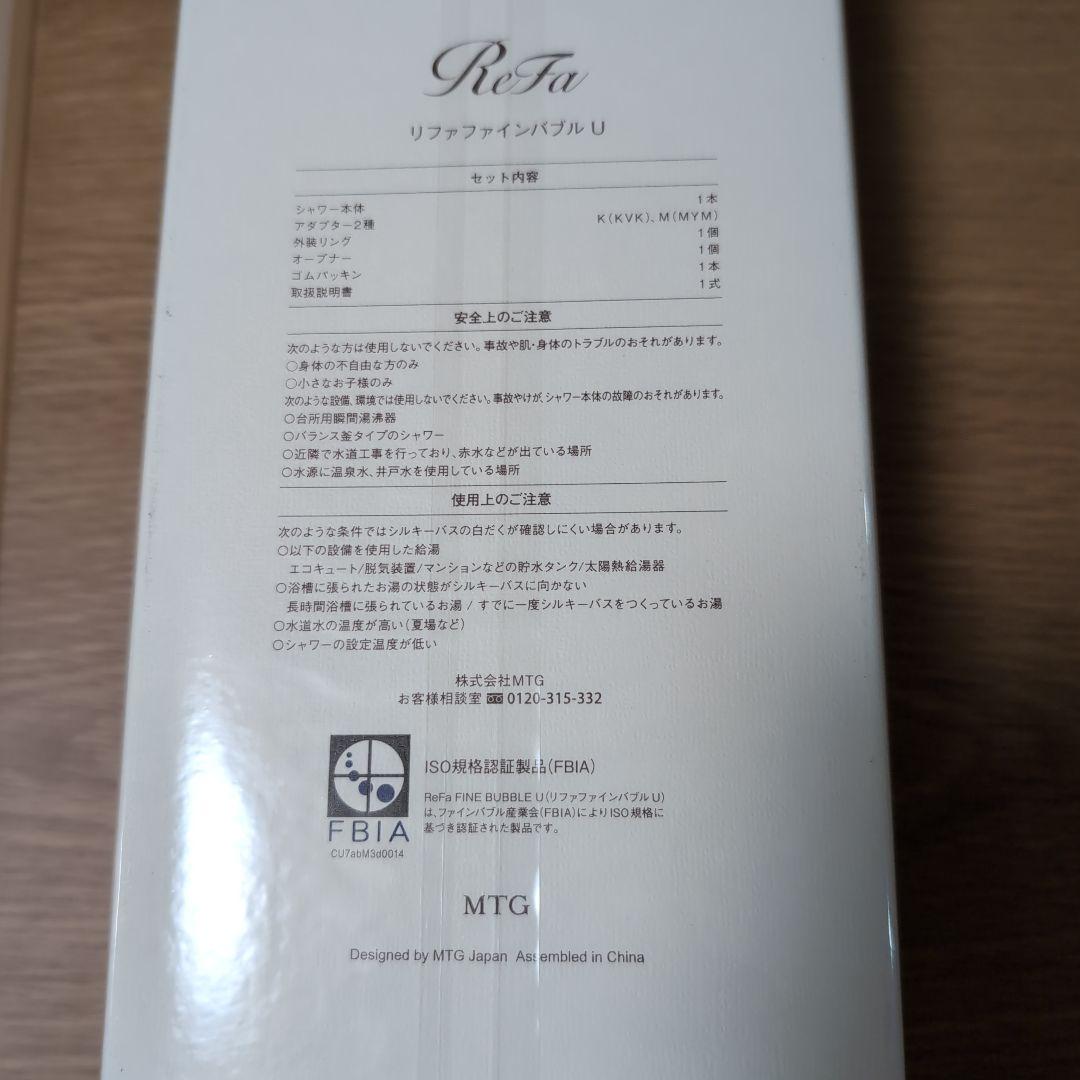 ReFa
リファファインバブル U
セット内容
シャワー本体 1本
アダプター2種 K(KVK)、M(MYM)
外装リング 1個
オープナー 1個
ゴムパッキン 1本
取扱説明書 1式
安全上のご注意
次のような方は使用しないでください。事故や肌・身体のトラブルのおそれがあります。
○身体の不自由な方のみ
○小さなお子様のみ
次のような設備、環境では使用しないでください。事故やけが、シャワー本体の故障のおそれがあります。
○台所用瞬間湯沸器
○バランス釜タイプのシャワー
○近隣で水道工事を行っており、赤水などが出ている場所
○水源に温泉水、井戸水を使用している場所
使用上のご注意
次のような条件ではシルキーバスの白だくが確認しにくい場合があります。
○以下の設備を使用した給湯
エコキュート/脱気装置/マンションなどの貯水タンク/太陽熱給湯器
○浴槽に張られたお湯の状態がシルキーバスに向かない
長時間浴槽に張られているお湯 / すでに一度シルキーバスをつくっているお湯
○水道水の温度が高い(夏場など)
○シャワーの設定温度が低い
株式会社MTG
お客様相談室 0120-315-332
ISO規格認証製品(FBIA)
ReFa FINE BUBBLE U(リファファインバブル U)
は、ファインバブル産業会(FBIA)によりISO規格に
基づき認証された製品です。
FBIA
CU7abM3d0014
MTG
Designed by MTG Japan Assembled in China